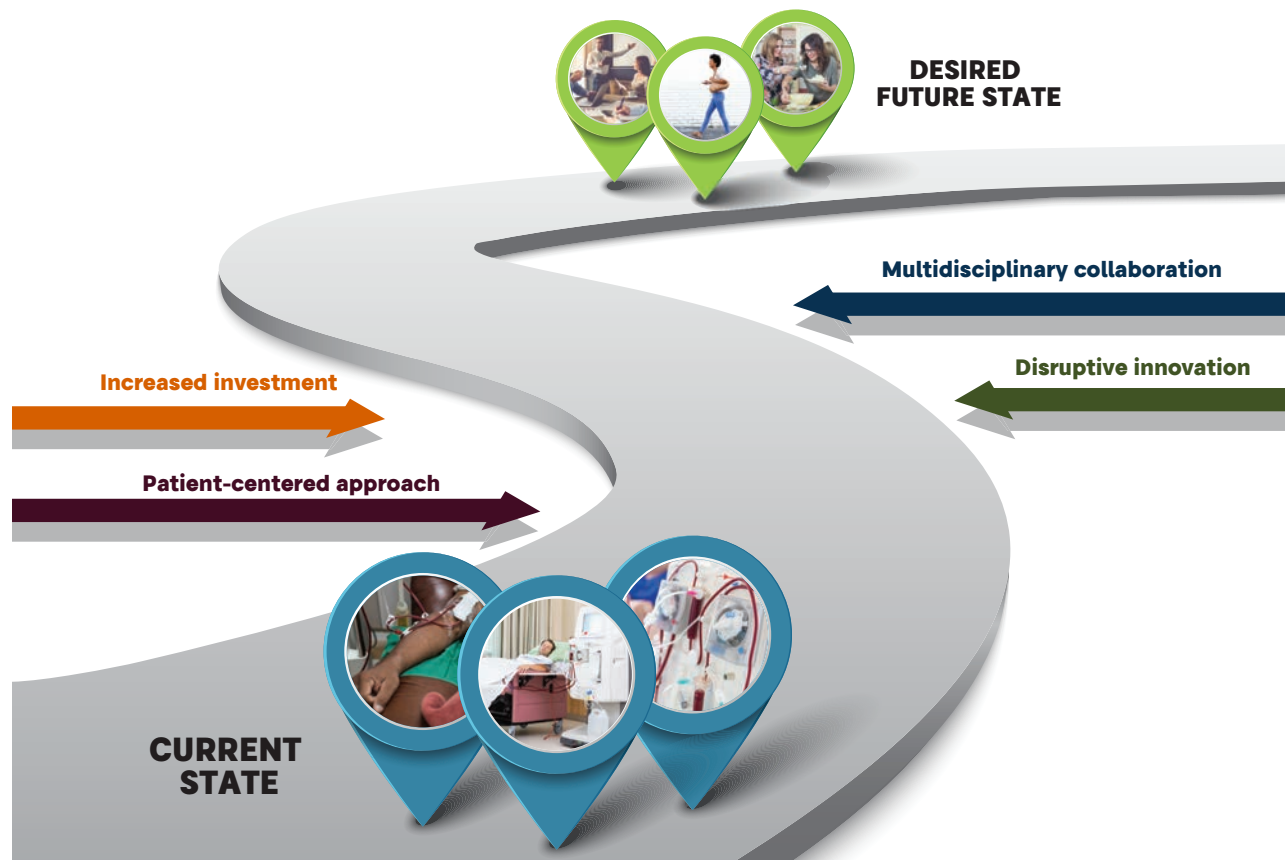 DESIRED
FUTURE STATE
Multidisciplinary collaboration
Disruptive innovation
Increased investment
Patient-centered approach
CURRENT
STATE